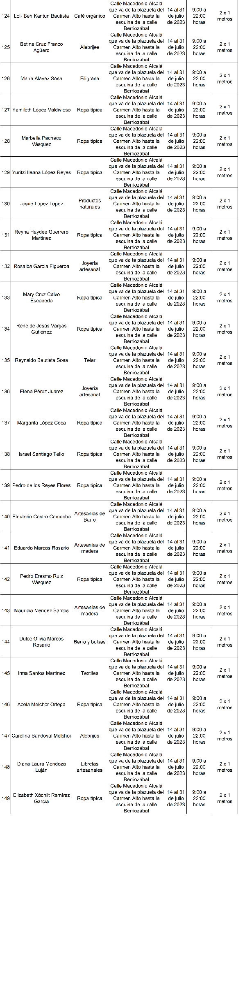 124 Lol- Beh Kantun Bautista Café orgánico Calle Macedonio Alcalá que va de la plazuela del Carmen Alto hasta la esquina de la calle Berriozábal 14 al 31 de julio de 2023 9:00 a 22:00 horas 2 x 1 metros
125 Betina Cruz Franco Agüero Alebrijes Calle Macedonio Alcalá que va de la plazuela del Carmen Alto hasta la esquina de la calle Berriozábal 14 al 31 de julio de 2023 9:00 a 22:00 horas 2 x 1 metros
126 María Alavez Sosa Filigrana Calle Macedonio Alcalá que va de la plazuela del Carmen Alto hasta la esquina de la calle Berriozábal 14 al 31 de julio de 2023 9:00 a 22:00 horas 2 x 1 metros
127 Yamileth López Valdivieso Ropa típica Calle Macedonio Alcalá que va de la plazuela del Carmen Alto hasta la esquina de la calle Berriozábal 14 al 31 de julio de 2023 9:00 a 22:00 horas 2 x 1 metros
128 Marbella Pacheco Vásquez Ropa típica Calle Macedonio Alcalá que va de la plazuela del Carmen Alto hasta la esquina de la calle Berriozábal 14 al 31 de julio de 2023 9:00 a 22:00 horas 2 x 1 metros
129 Yuritzi Ileana López Reyes Ropa típica Calle Macedonio Alcalá que va de la plazuela del Carmen Alto hasta la esquina de la calle Berriozábal 14 al 31 de julio de 2023 9:00 a 22:00 horas 2 x 1 metros
130 Josué López López Productos naturales Calle Macedonio Alcalá que va de la plazuela del Carmen Alto hasta la esquina de la calle Berriozábal 14 al 31 de julio de 2023 9:00 a 22:00 horas 2 x 1 metros
131 Reyna Haydee Guerrero Martínez Ropa típica Calle Macedonio Alcalá que va de la plazuela del Carmen Alto hasta la esquina de la calle Berriozábal 14 al 31 de julio de 2023 9:00 a 22:00 horas 2 x 1 metros
132 Rosalba García Figueroa Joyería artesanal Calle Macedonio Alcalá que va de la plazuela del Carmen Alto hasta la esquina de la calle Berriozábal 14 al 31 de julio de 2023 9:00 a 22:00 horas 2 x 1 metros
133 Mary Cruz Calvo Escobedo Ropa típica Calle Macedonio Alcalá que va de la plazuela del Carmen Alto hasta la esquina de la calle Berriozábal 14 al 31 de julio de 2023 9:00 a 22:00 horas 2 x 1 metros
134 René de Jesús Vargas Gutiérrez Ropa típica Calle Macedonio Alcalá que va de la plazuela del Carmen Alto hasta la esquina de la calle Berriozábal 14 al 31 de julio de 2023 9:00 a 22:00 horas 2 x 1 metros
135 Reynaldo Bautista Sosa Telar Calle Macedonio Alcalá que va de la plazuela del Carmen Alto hasta la esquina de la calle Berriozábal 14 al 31 de julio de 2023 9:00 a 22:00 horas 2 x 1 metros
136 Elena Pérez Juárez Joyería artesanal Calle Macedonio Alcalá que va de la plazuela del Carmen Alto hasta la esquina de la calle Berriozábal 14 al 31 de julio de 2023 9:00 a 22:00 horas 2 x 1 metros
137 Margarita López Coca Ropa típica Calle Macedonio Alcalá que va de la plazuela del Carmen Alto hasta la esquina de la calle Berriozábal 14 al 31 de julio de 2023 9:00 a 22:00 horas 2 x 1 metros
138 Israel Santiago Tello Ropa típica Calle Macedonio Alcalá que va de la plazuela del Carmen Alto hasta la esquina de la calle Berriozábal 14 al 31 de julio de 2023 9:00 a 22:00 horas 2 x 1 metros
139 Pedro de los Reyes Flores Ropa típica Calle Macedonio Alcalá que va de la plazuela del Carmen Alto hasta la esquina de la calle Berriozábal 14 al 31 de julio de 2023 9:00 a 22:00 horas 2 x 1 metros
140 Eleuterio Castro Camacho Artesanías de Barro Calle Macedonio Alcalá que va de la plazuela del Carmen Alto hasta la esquina de la calle Berriozábal 14 al 31 de julio de 2023 9:00 a 22:00 horas 2 x 1 metros
141 Eduardo Marcos Rosario Artesanías de madera Calle Macedonio Alcalá que va de la plazuela del Carmen Alto hasta la esquina de la calle Berriozábal 14 al 31 de julio de 2023 9:00 a 22:00 horas 2 x 1 metros
142 Pedro Erasmo Ruiz Vásquez Ropa típica Calle Macedonio Alcalá que va de la plazuela del Carmen Alto hasta la esquina de la calle Berriozábal 14 al 31 de julio de 2023 9:00 a 22:00 horas 2 x 1 metros
143 Mauricia Méndez Santos Artesanías de madera Calle Macedonio Alcalá que va de la plazuela del Carmen Alto hasta la esquina de la calle Berriozábal 14 al 31 de julio de 2023 9:00 a 22:00 horas 2 x 1 metros
144 Dulce Olivia Marcos Rosario Barro y bolsas Calle Macedonio Alcalá que va de la plazuela del Carmen Alto hasta la esquina de la calle Berriozábal 14 al 31 de julio de 2023 9:00 a 22:00 horas 2 x 1 metros
145 Irma Santos Martínez Textiles Calle Macedonio Alcalá que va de la plazuela del Carmen Alto hasta la esquina de la calle Berriozábal 14 al 31 de julio de 2023 9:00 a 22:00 horas 2 x 1 metros
146 Acela Melchor Ortega Ropa típica Calle Macedonio Alcalá que va de la plazuela del Carmen Alto hasta la esquina de la calle Berriozábal 14 al 31 de julio de 2023 9:00 a 22:00 horas 2 x 1 metros
147 Carolina Sandoval Melchor Alebrijes Calle Macedonio Alcalá que va de la plazuela del Carmen Alto hasta la esquina de la calle Berriozábal 14 al 31 de julio de 2023 9:00 a 22:00 horas 2 x 1 metros
148 Diana Laura Mendoza Luján Libretas artesanales Calle Macedonio Alcalá que va de la plazuela del Carmen Alto hasta la esquina de la calle Berriozábal 14 al 31 de julio de 2023 9:00 a 22:00 horas 2 x 1 metros
149 Elizabeth Xóchilt Ramírez García Ropa típica Calle Macedonio Alcalá que va de la plazuela del Carmen Alto hasta la esquina de la calle Berriozábal 14 al 31 de julio de 2023 9:00 a 22:00 horas 2 x 1 metros